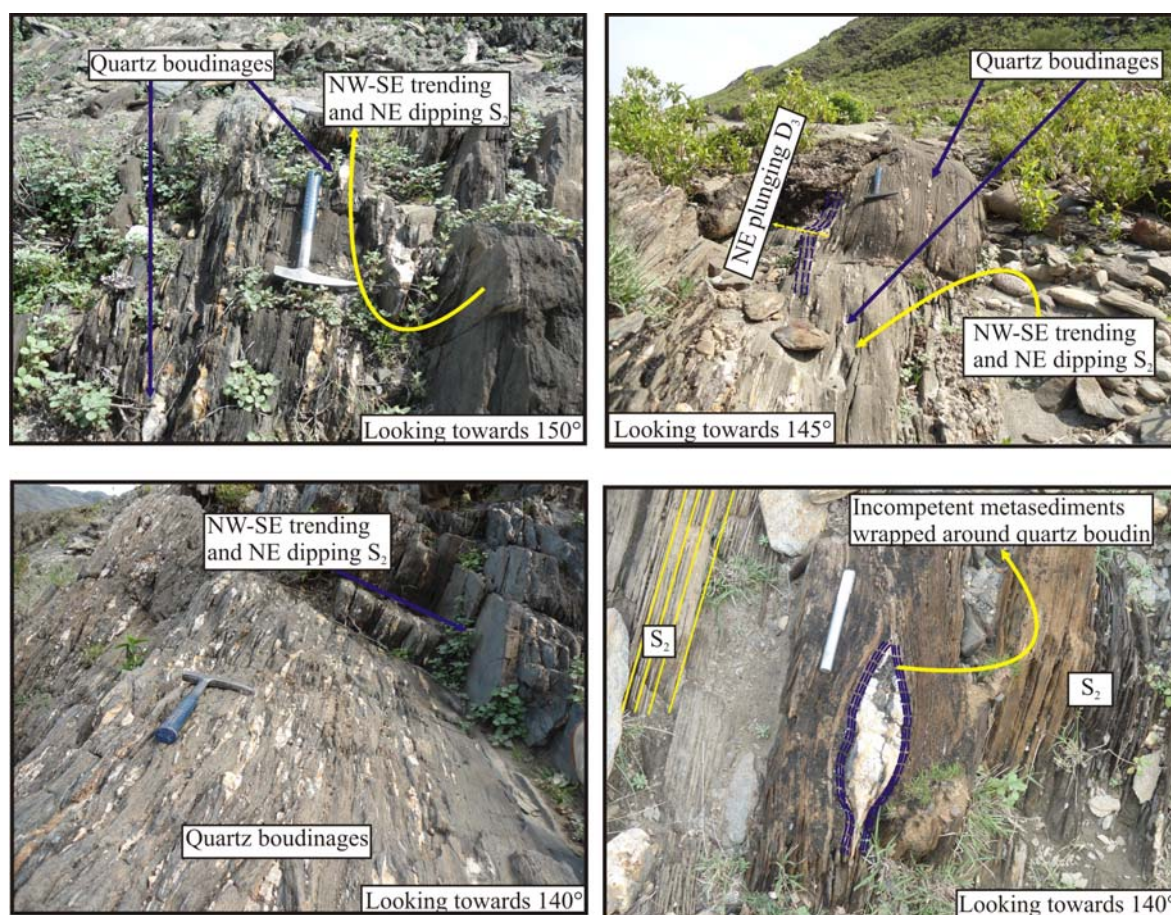 Quartz boudinages
NW-SE trending
and NE dipping S₂
Looking towards 150°
Quartz boudinages
NE plunging D₃
NW-SE trending
and NE dipping S₂
Looking towards 145°
NW-SE trending
and NE dipping S₂
Quartz boudinages
Looking towards 140°
Incompetent metasediments
wrapped around quartz boudin
S₂
S₂
Looking towards 140°